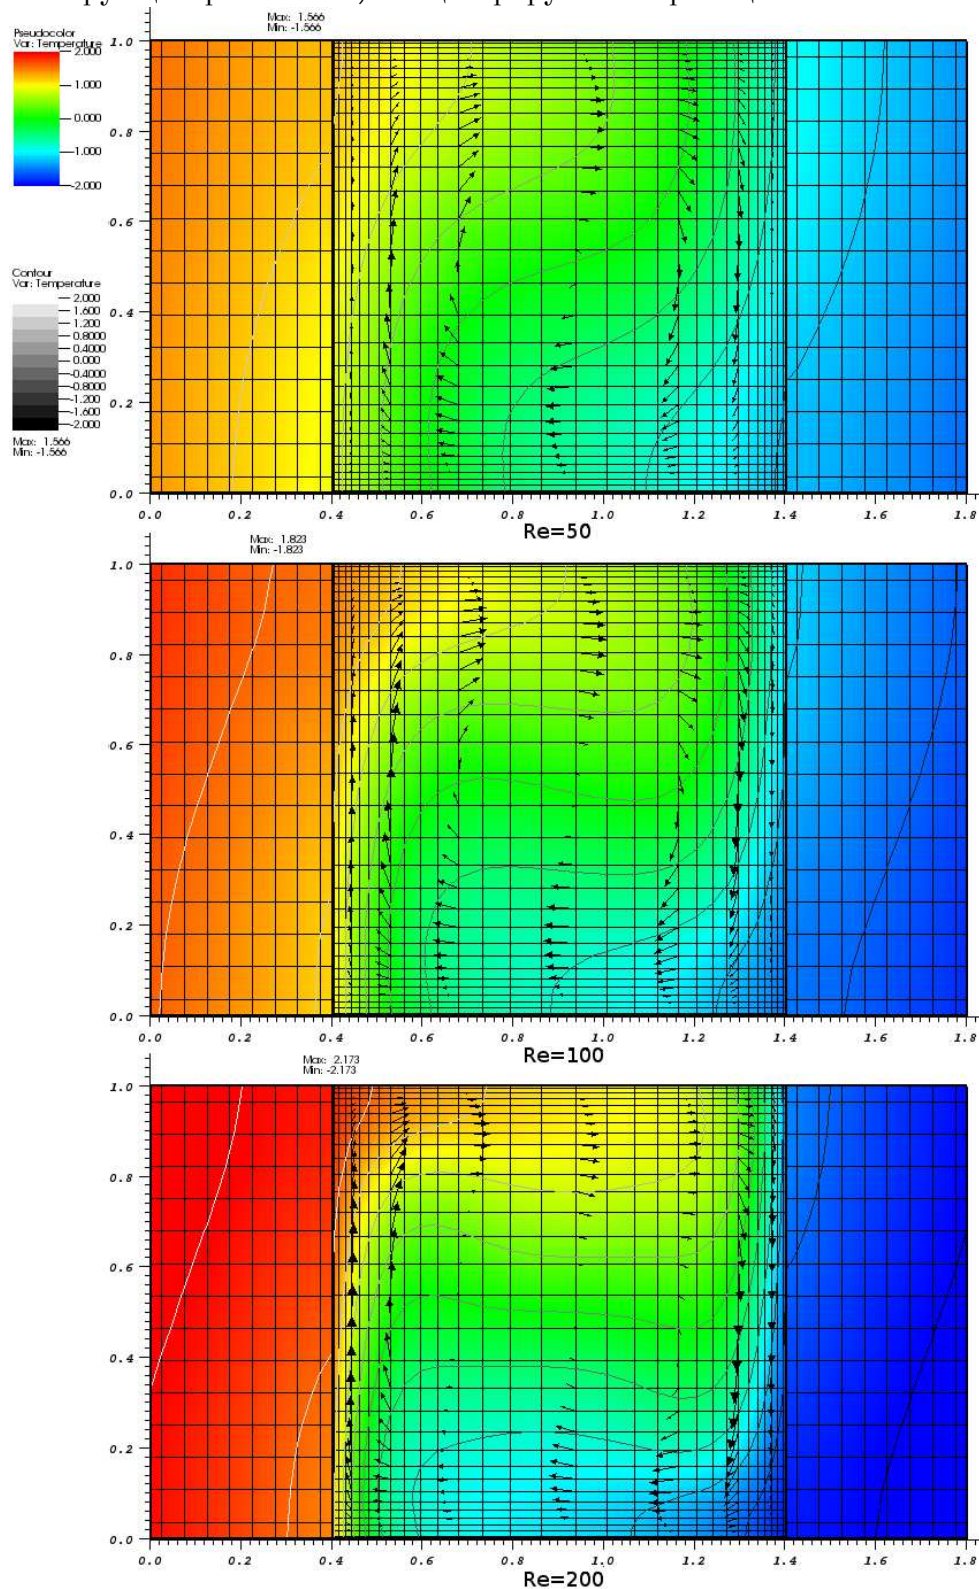 Max: 1.566
Min: -1.566
Pseudocolor
Var: Temperature
2.000
1.000
0.000
-1.000
-2.000
Contour
Var: Temperature
2.000
1.600
1.200
0.8000
0.4000
0.000
-0.4000
-0.8000
-1.200
-1.600
-2.000
Max: 1.566
Min: -1.566
1.0
0.8
0.6
0.4
0.2
0.0
0.0 0.2 0.4 0.6 0.8 1.0 1.2 1.4 1.6 1.8
Re=50
Max: 1.823
Min: -1.823
1.0
0.8
0.6
0.4
0.2
0.0
0.0 0.2 0.4 0.6 0.8 1.0 1.2 1.4 1.6 1.8
Re=100
Max: 2.173
Min: -2.173
1.0
0.8
0.6
0.4
0.2
0.0
0.0 0.2 0.4 0.6 0.8 1.0 1.2 1.4 1.6 1.8
Re=200